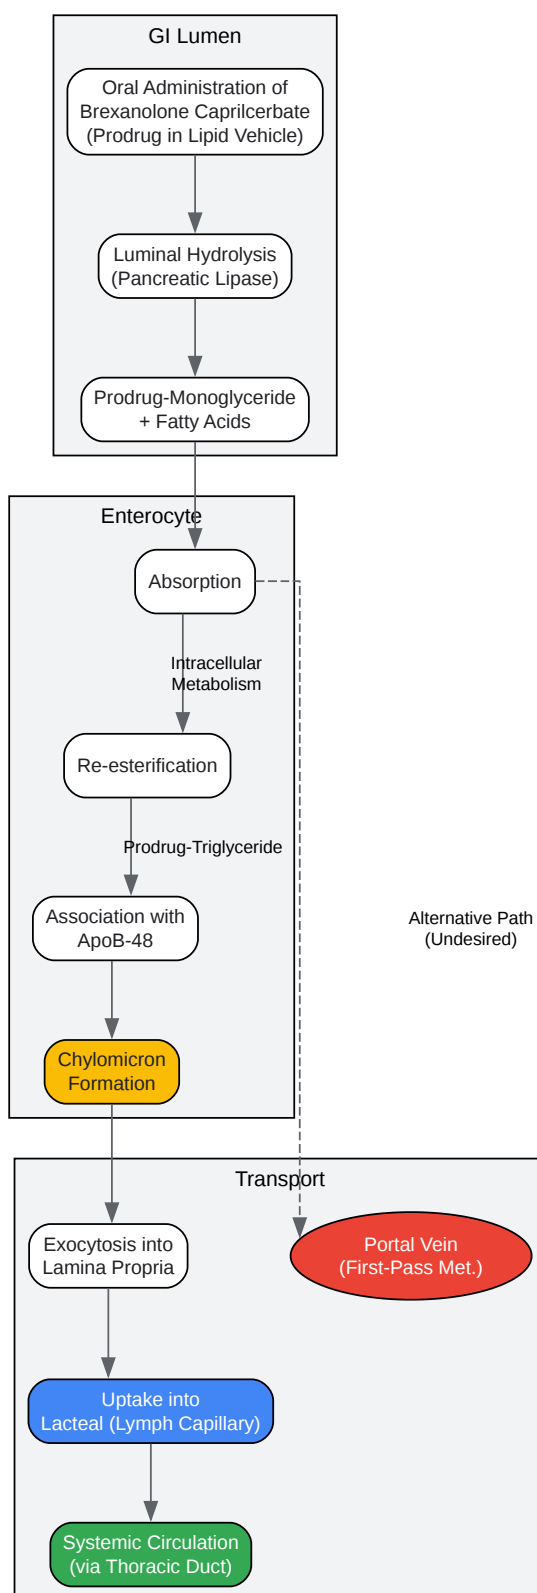 GI Lumen
Oral Administration of
Brexanolone Caprilcerbate
(Prodrug in Lipid Vehicle)
Luminal Hydrolysis
(Pancreatic Lipase)
Prodrug-Monoglyceride
+ Fatty Acids
Enterocyte
Absorption
Intracellular
Metabolism
Re-esterification
Prodrug-Triglyceride
Association with
ApoB-48
Alternative Path
(Undesired)
Chylomicron
Formation
Transport
Exocytosis into
Lamina Propria
Portal Vein
(First-Pass Met.)
Uptake into
Lacteal (Lymph Capillary)
Systemic Circulation
(via Thoracic Duct)